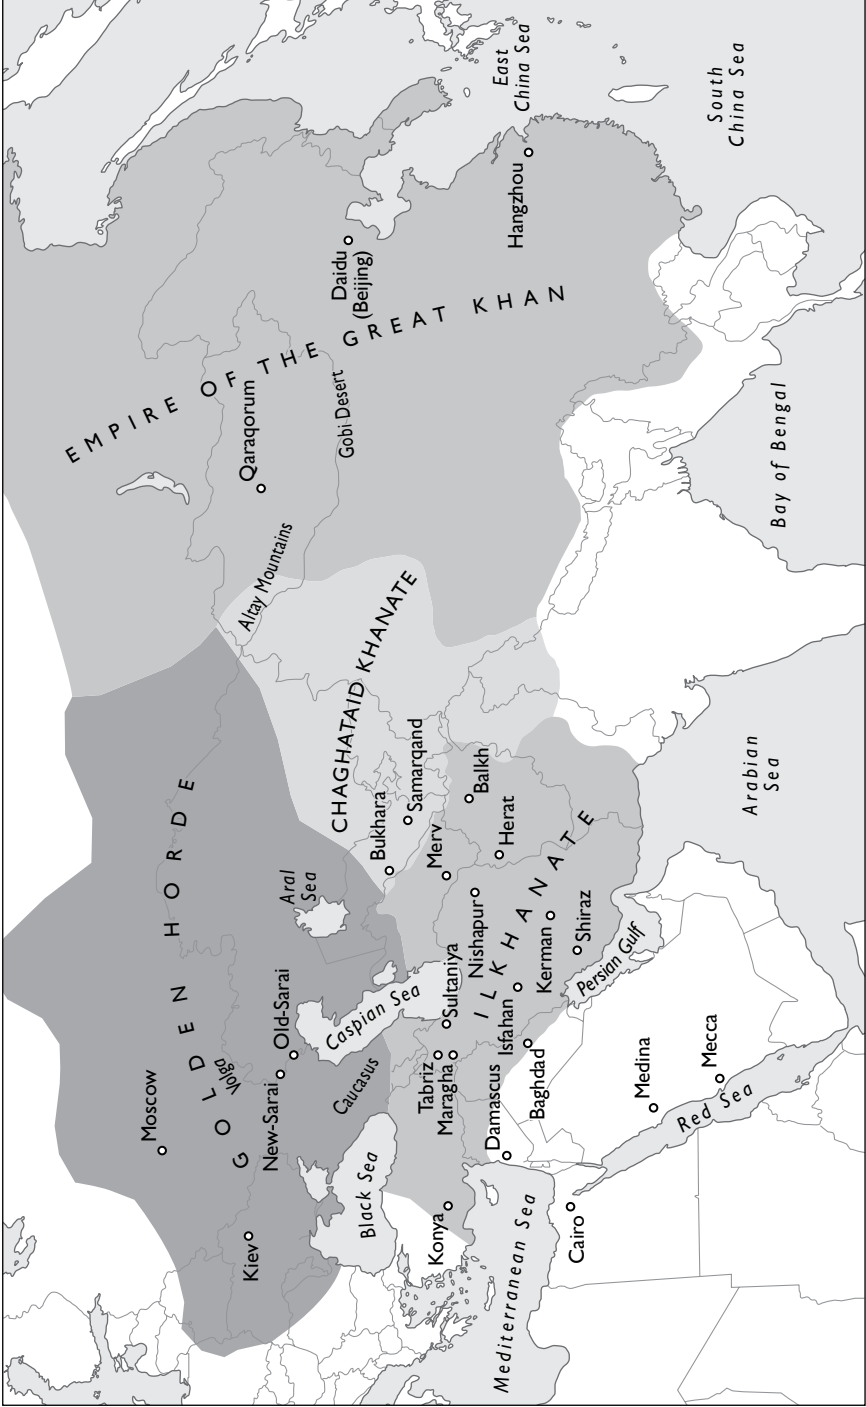 EMPIRE OF THE GREAT KHAN
GOLDEN HORDE
CHAGHATAID KHANATE
ILKHANATE
Moscow
Kiev
Volga
New-Sarai
Old-Sarai
Aral
Sea
Caspian Sea
Caucasus
Black Sea
Altay Mountains
Qaraqorum
Gobi Desert
Daidu
(Beijing)
Hangzhou
East
China Sea
South
China Sea
Bukhara
Samarqand
Merv
Balkh
Herat
Nishapur
Sultaniya
Tabriz
Maragha
Konya
Damascus
Isfahan
Kerman
Shiraz
Baghdad
Persian Gulf
Mediterranean Sea
Cairo
Medina
Mecca
Red Sea
Arabian
Sea
Bay of Bengal